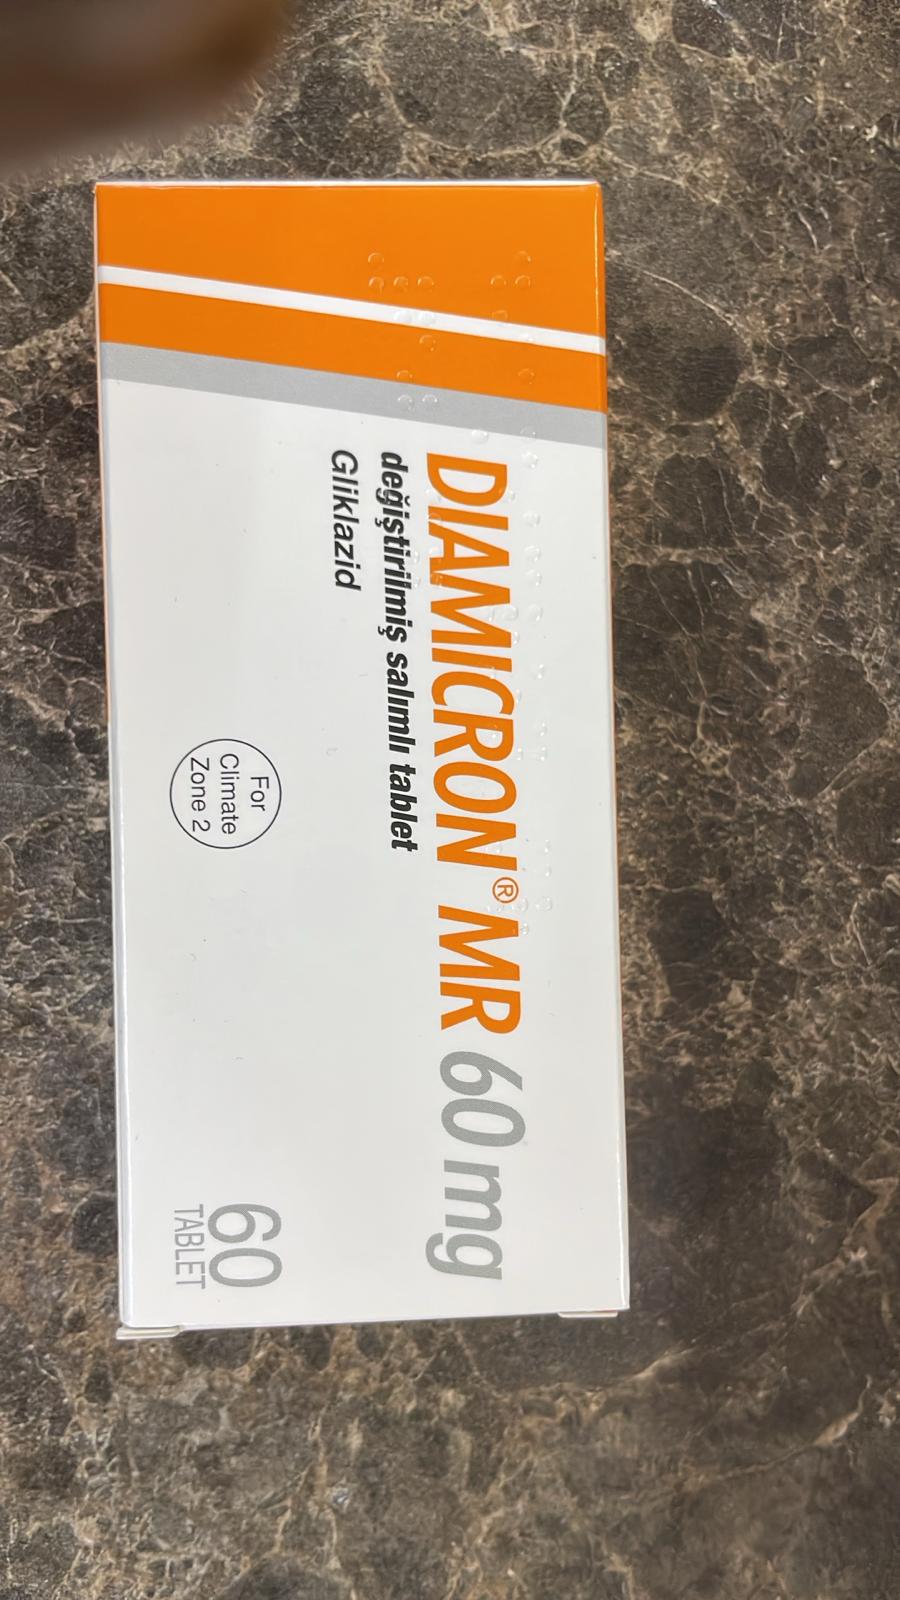 DIAMICRON® MR 60 mg
değiştirilmiş salımlı tablet
Gliklazid
For
Climate
Zone 2
60
TABLET